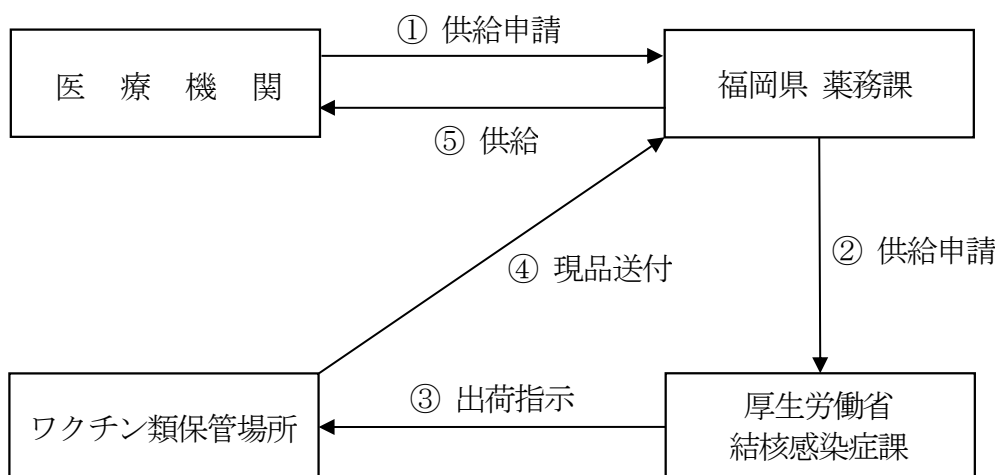 ① 供給申請
医 療 機 関
福岡県 薬務課
⑤ 供給
② 供給申請
④ 現品送付
③ 出荷指示
ワクチン類保管場所
厚生労働省
結核感染症課